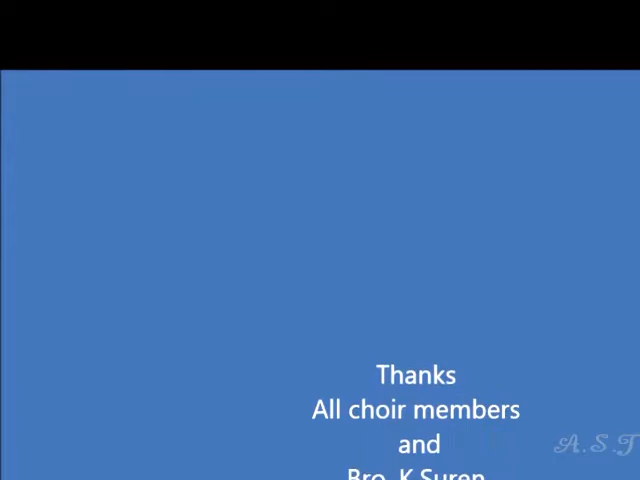 Thanks
All choir members
and
Bro. K Suren
A.S.T